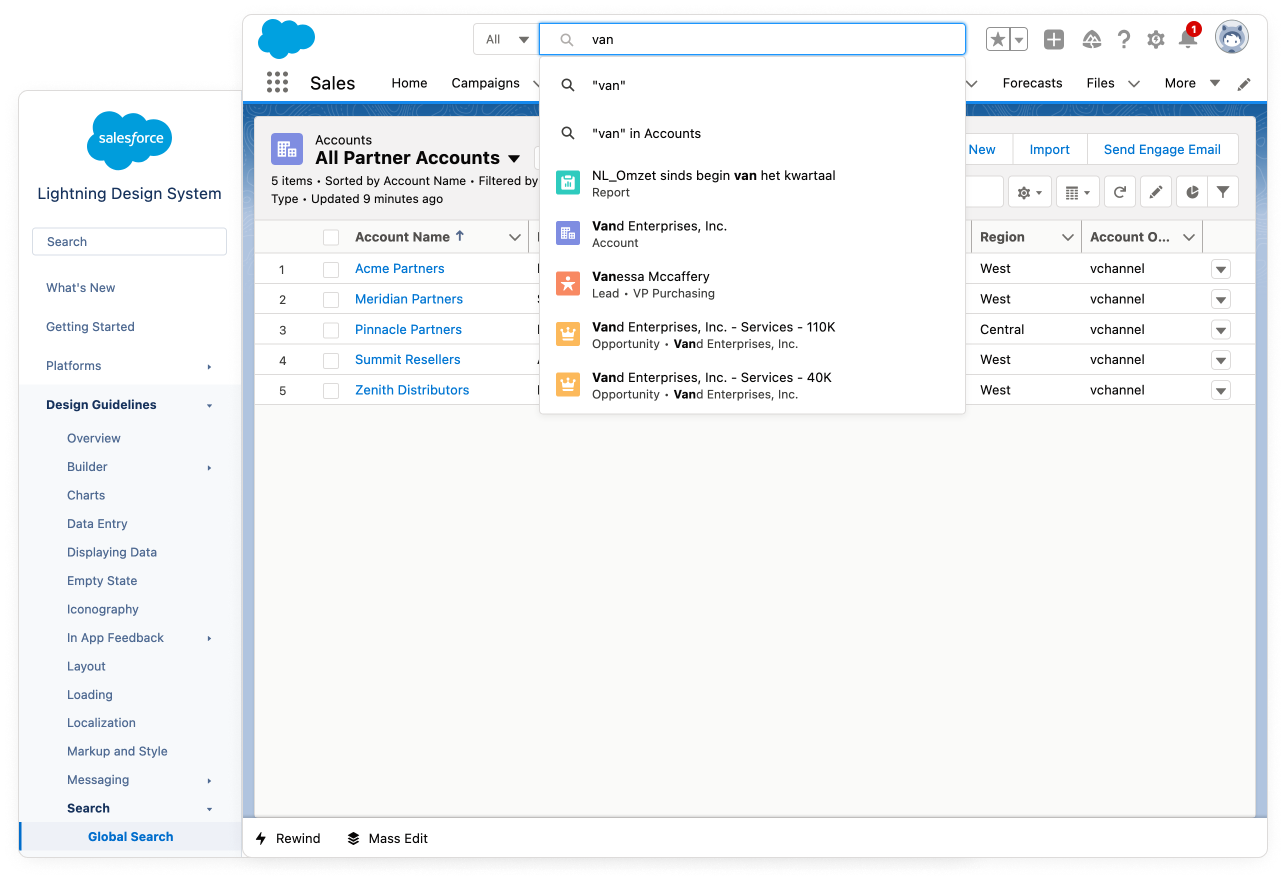 salesforce
Lightning Design System
Search
What's New
Getting Started
Platforms
Design Guidelines
Overview
Builder
Charts
Data Entry
Displaying Data
Empty State
Iconography
In App Feedback
Layout
Loading
Localization
Markup and Style
Messaging
Search
Global Search
All
van
1
Sales
Home
Campaigns
Forecasts
Files
More
"van"
"van" in Accounts
NL_Omzet sinds begin van het kwartaal
Report
Vand Enterprises, Inc.
Account
Vanessa Mccaffery
Lead • VP Purchasing
Vand Enterprises, Inc. - Services - 110K
Opportunity • Vand Enterprises, Inc.
Vand Enterprises, Inc. - Services - 40K
Opportunity • Vand Enterprises, Inc.
Accounts
All Partner Accounts
New
Import
Send Engage Email
5 items • Sorted by Account Name • Filtered by
Type • Updated 9 minutes ago
Account Name
Region
Account O...
1 Acme Partners West vchannel
2 Meridian Partners West vchannel
3 Pinnacle Partners Central vchannel
4 Summit Resellers West vchannel
5 Zenith Distributors West vchannel
Rewind
Mass Edit